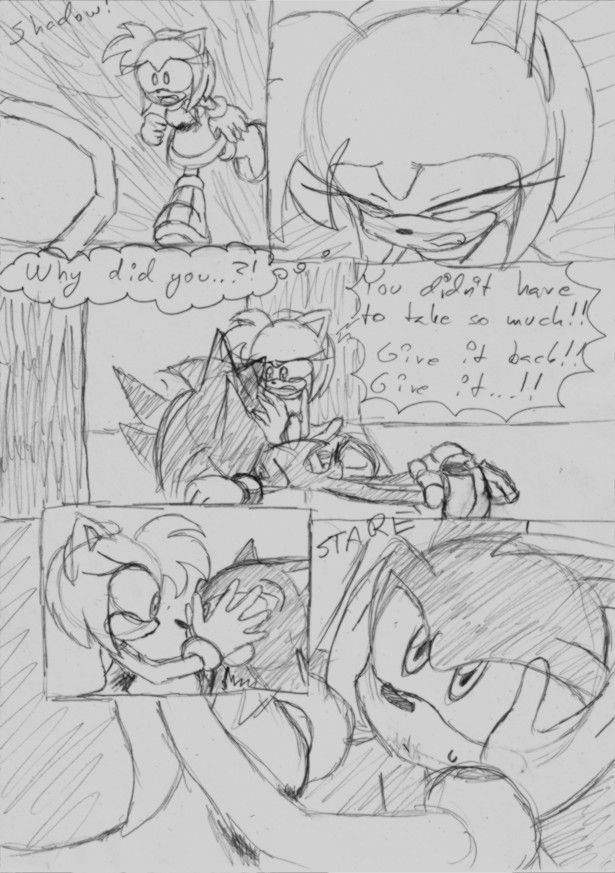 Shadow!
Why did you...?!
You didn't have
to take so much!!
Give it back!!
Give it...!!
STARE